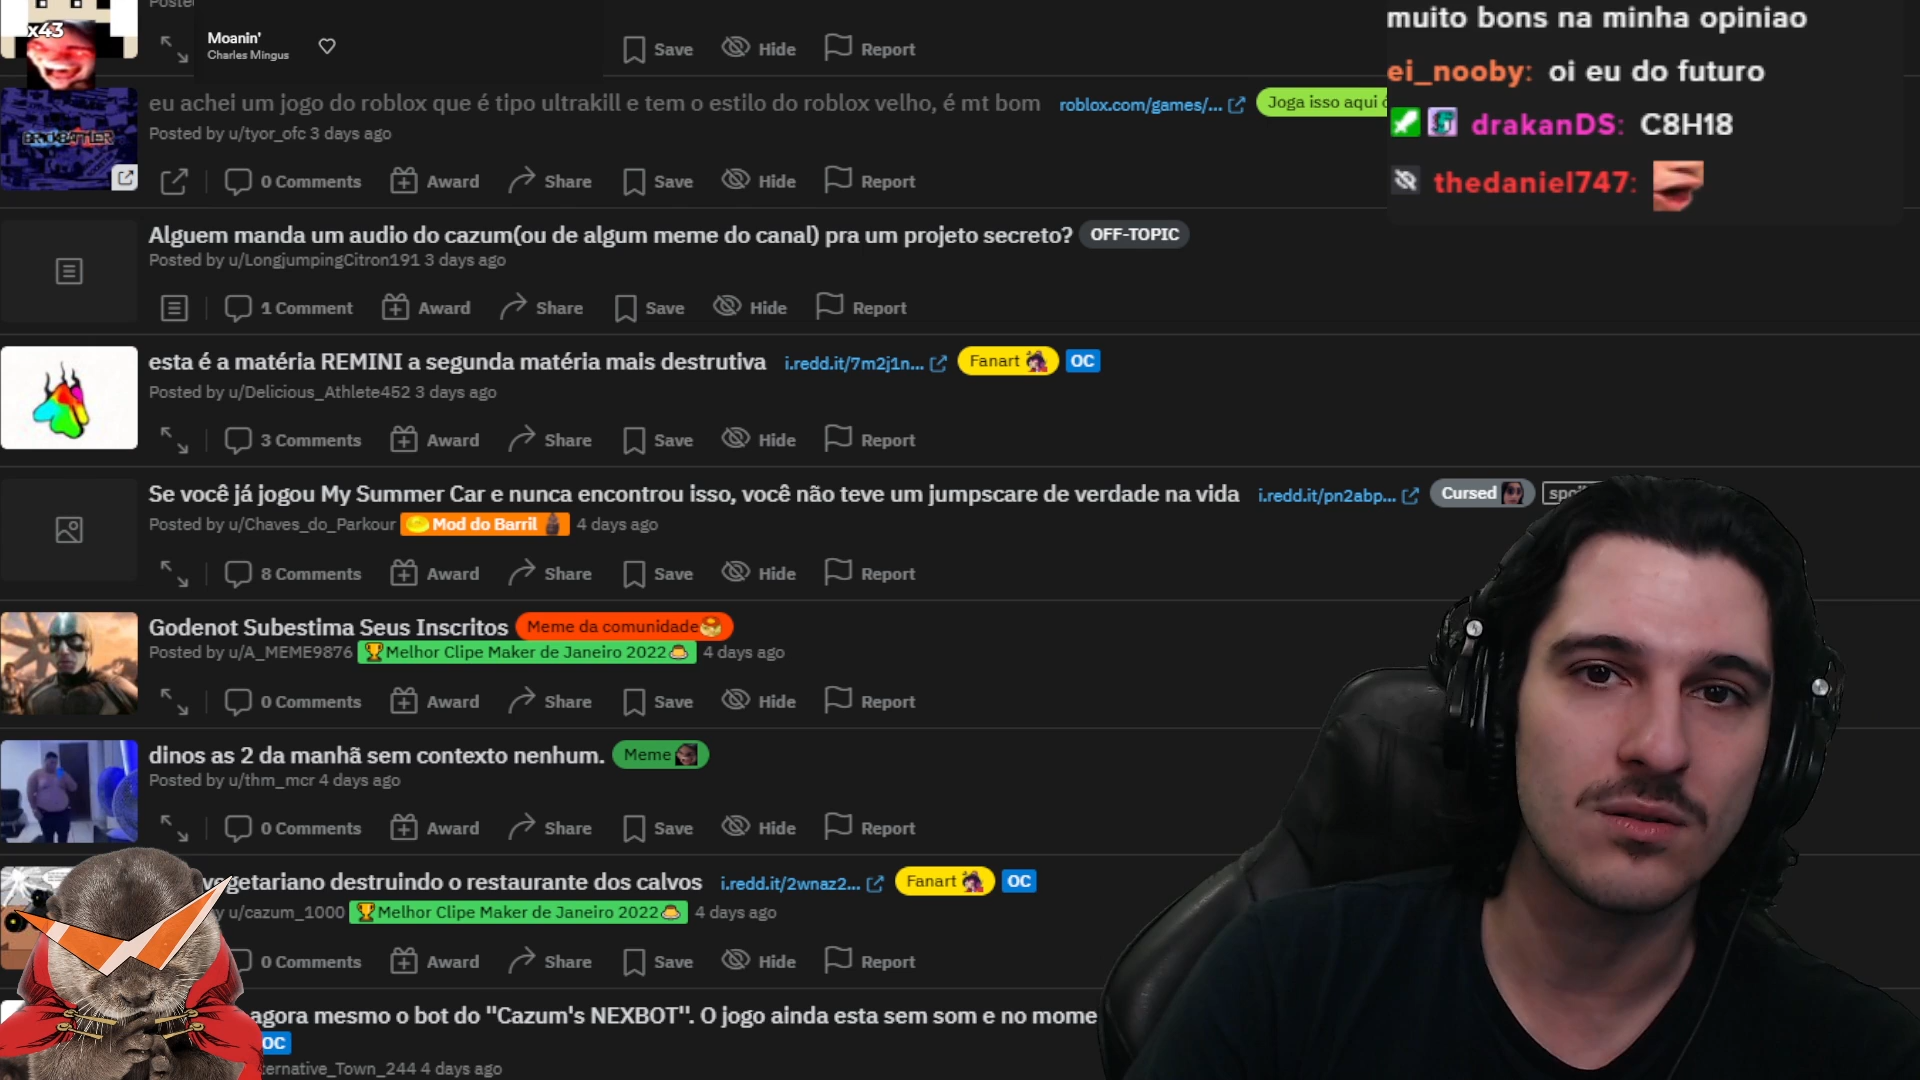 x43
Moanin'
Charles Mingus
Save Hide Report
eu achei um jogo do roblox que é tipo ultrakill e tem o estilo do roblox velho, é mt bom roblox.com/games/... Joga isso aqui
Posted by u/tyor_ofc 3 days ago
0 Comments Award Share Save Hide Report
Alguem manda um audio do cazum(ou de algum meme do canal) pra um projeto secreto? OFF-TOPIC
Posted by u/LongjumpingCitron191 3 days ago
1 Comment Award Share Save Hide Report
esta é a matéria REMINI a segunda matéria mais destrutiva i.redd.it/7m2j1n... Fanart OC
Posted by u/Delicious_Athlete452 3 days ago
3 Comments Award Share Save Hide Report
Se você já jogou My Summer Car e nunca encontrou isso, você não teve um jumpscare de verdade na vida i.redd.it/pn2abp... Cursed
Posted by u/Chaves_do_Parkour Mod do Barril 4 days ago
8 Comments Award Share Save Hide Report
Godenot Subestima Seus Inscritos Meme da comunidade
Posted by u/A_MEME9876 Melhor Clipe Maker de Janeiro 2022 4 days ago
0 Comments Award Share Save Hide Report
dinos as 2 da manhã sem contexto nenhum. Meme
Posted by u/thm_mcr 4 days ago
0 Comments Award Share Save Hide Report
vegetariano destruindo o restaurante dos calvos i.redd.it/2wnaz2... Fanart OC
u/cazum_1000 Melhor Clipe Maker de Janeiro 2022 4 days ago
0 Comments Award Share Save Hide Report
agora mesmo o bot do "Cazum's NEXBOT". O jogo ainda esta sem som e no mome
OC
ternative_Town_244 4 days ago
muito bons na minha opiniao
ei_nooby: oi eu do futuro
drakanDS: C8H18
thedaniel747: